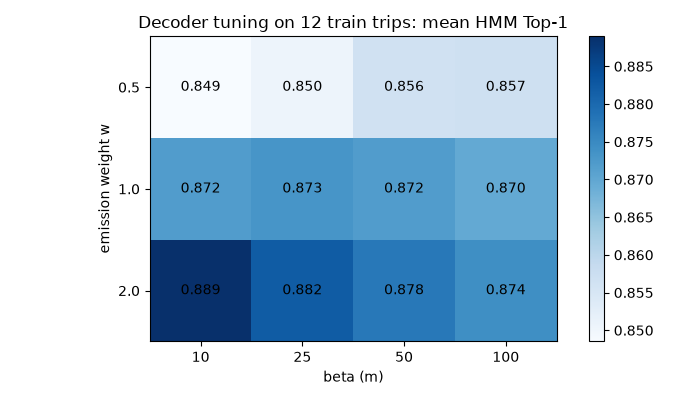 Decoder tuning on 12 train trips: mean HMM Top-1
emission weight w
0.5
1.0
2.0
0.849 0.850 0.856 0.857
0.872 0.873 0.872 0.870
0.889 0.882 0.878 0.874
10 25 50 100
beta (m)
0.885
0.880
0.875
0.870
0.865
0.860
0.855
0.850